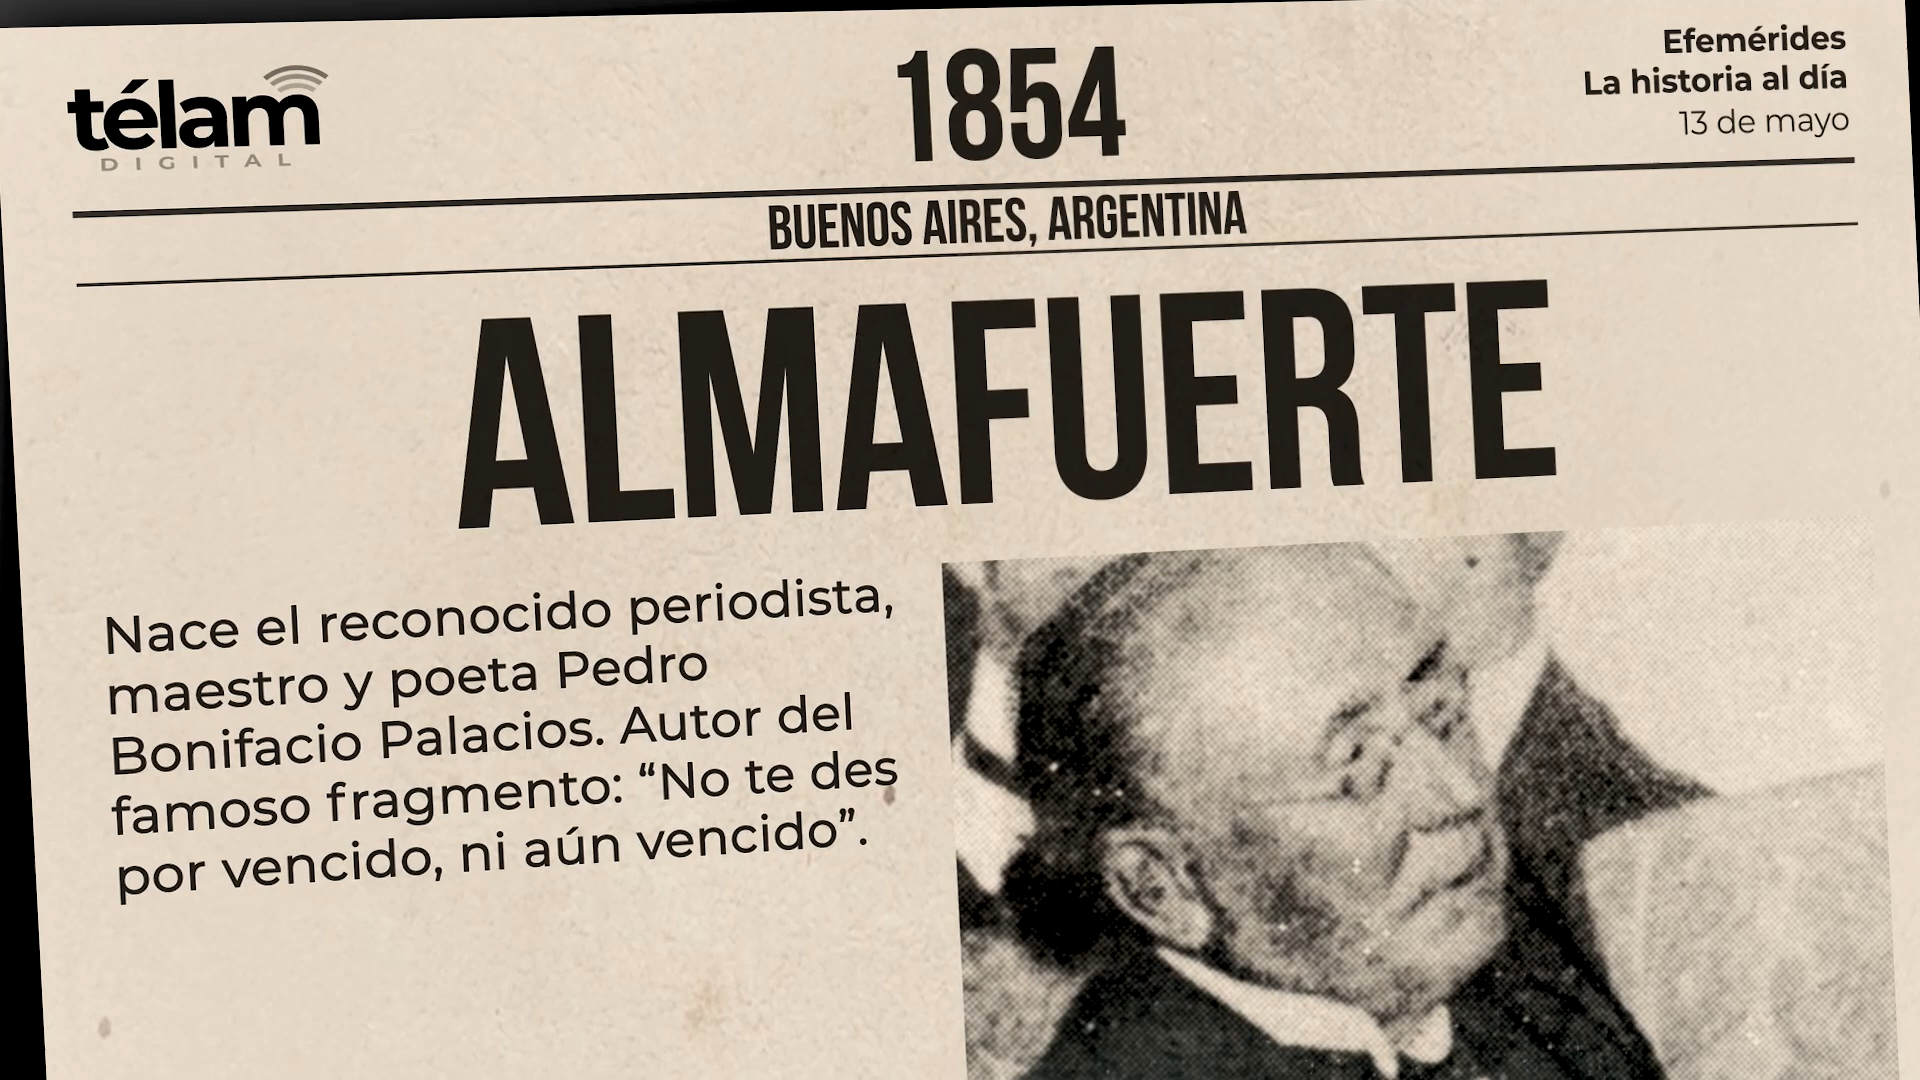 télam
DIGITAL
1854
Efemérides
La historia al día
13 de mayo
BUENOS AIRES, ARGENTINA
ALMAFUERTE
Nace el reconocido periodista,
maestro y poeta Pedro
Bonifacio Palacios. Autor del
famoso fragmento: “No te des
por vencido, ni aún vencido”.